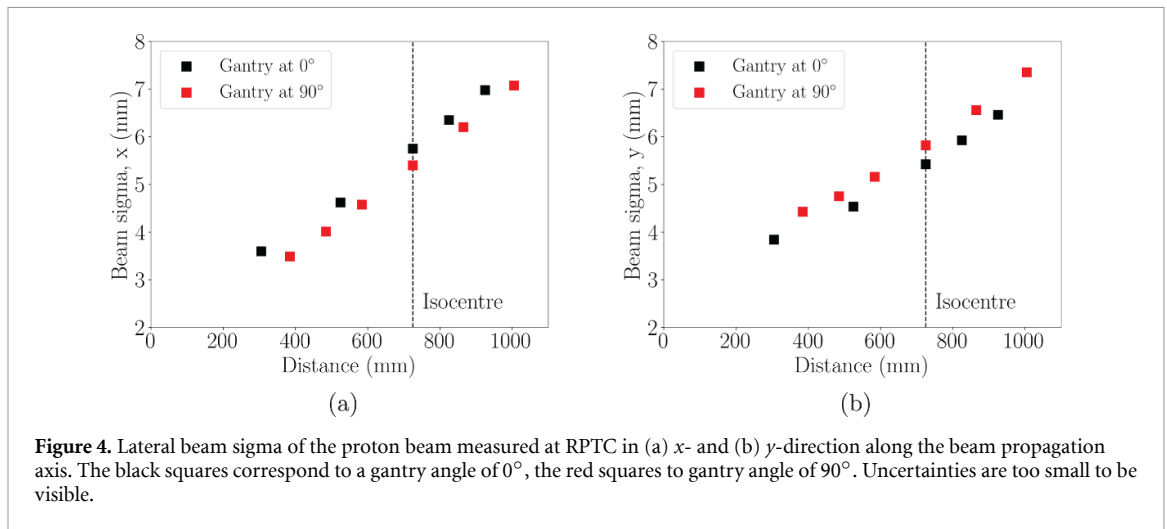 8
7
6
5
4
3
2
Beam sigma, x (mm)
Gantry at 0°
Gantry at 90°
Isocentre
0 200 400 600 800 1000
Distance (mm)
(a)
8
7
6
5
4
3
2
Beam sigma, y (mm)
Gantry at 0°
Gantry at 90°
Isocentre
0 200 400 600 800 1000
Distance (mm)
(b)
Figure 4. Lateral beam sigma of the proton beam measured at RPTC in (a) x- and (b) y-direction along the beam propagation
axis. The black squares correspond to a gantry angle of 0°, the red squares to gantry angle of 90°. Uncertainties are too small to be
visible.